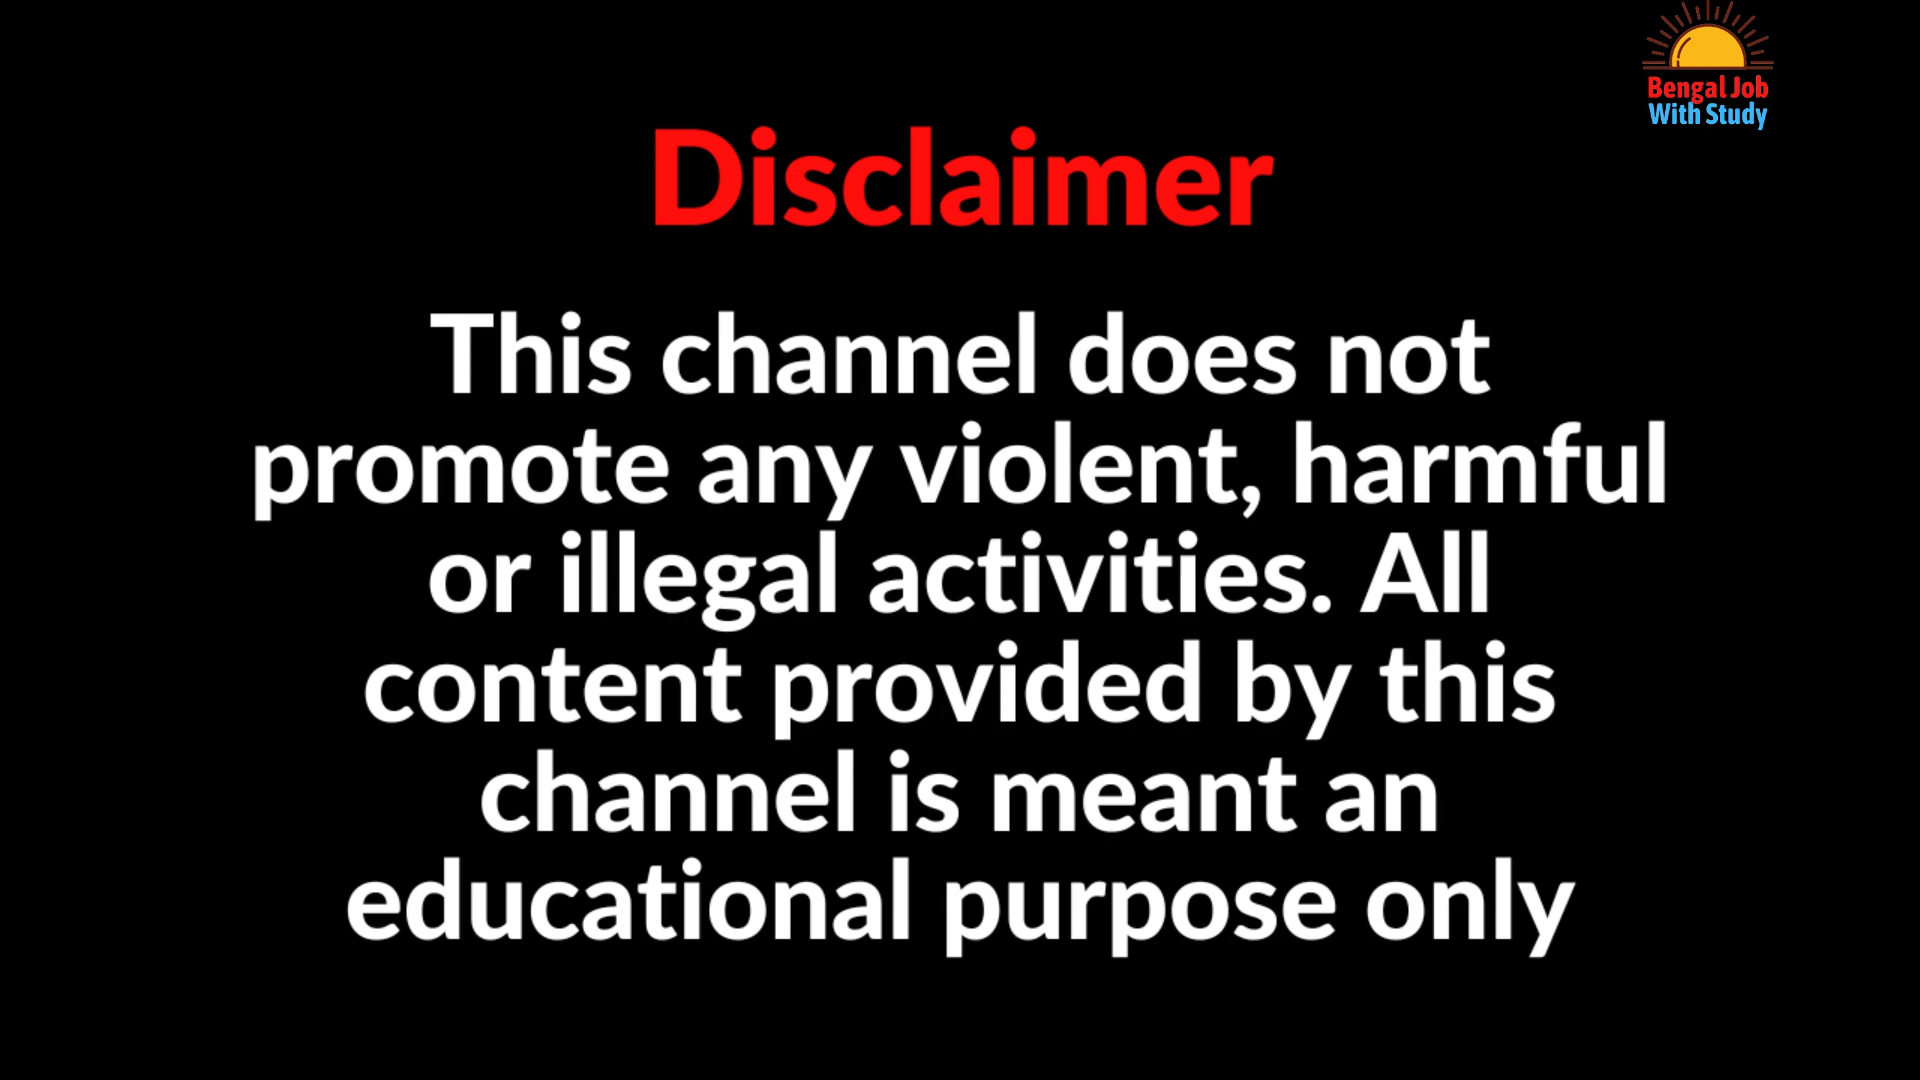 Bengal Job
With Study
Disclaimer
This channel does not
promote any violent, harmful
or illegal activities. All
content provided by this
channel is meant an
educational purpose only